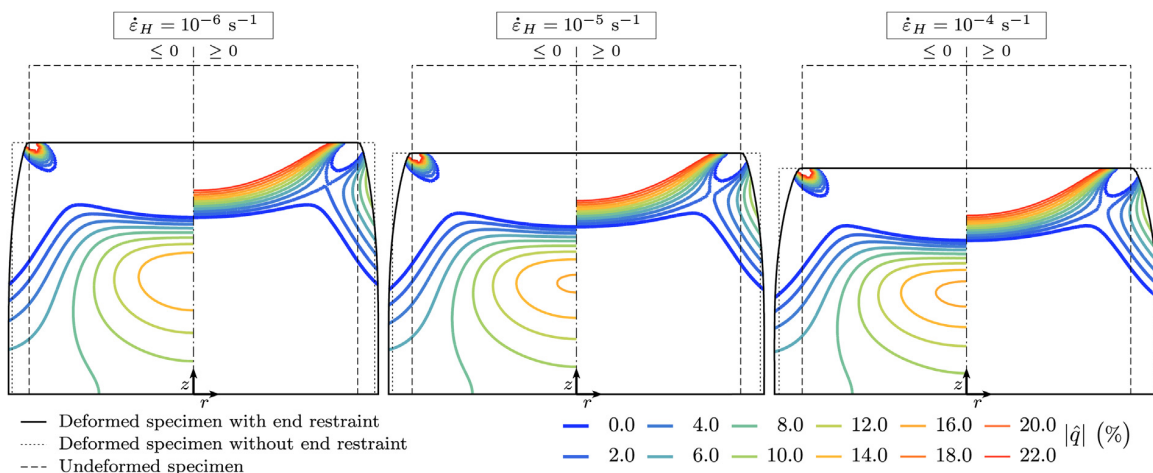 ε̇_H = 10⁻⁶ s⁻¹
≤ 0 ≥ 0
z
r
ε̇_H = 10⁻⁵ s⁻¹
≤ 0 ≥ 0
z
r
ε̇_H = 10⁻⁴ s⁻¹
≤ 0 ≥ 0
z
r
Deformed specimen with end restraint
Deformed specimen without end restraint
Undeformed specimen
0.0 4.0 8.0 12.0 16.0 20.0
2.0 6.0 10.0 14.0 18.0 22.0
|q̂| (%)